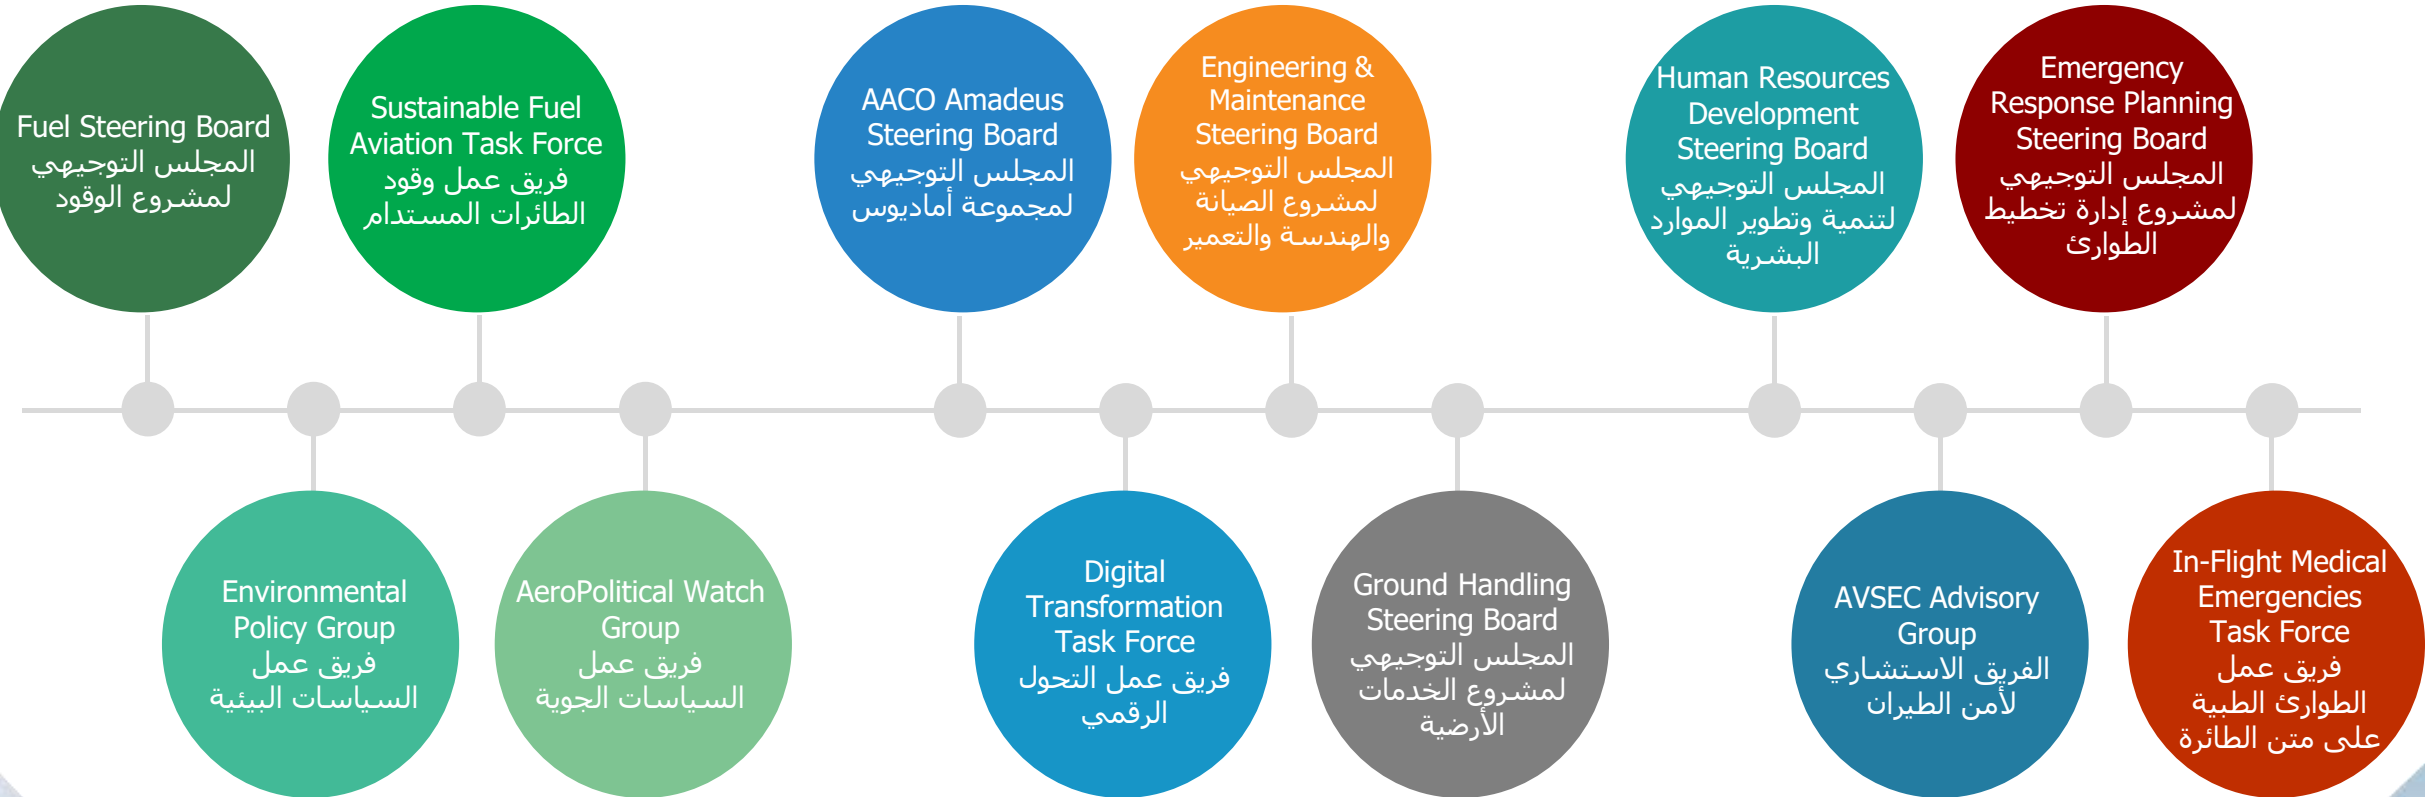 Fuel Steering Board
المجلس التوجيهي
لمشروع الوقود
Sustainable Fuel
Aviation Task Force
فريق عمل وقود
الطائرات المستدام
AACO Amadeus
Steering Board
المجلس التوجيهي
لمجموعة أماديوس
Engineering &
Maintenance
Steering Board
المجلس التوجيهي
لمشروع الصيانة
والهندسة والتعمير
Human Resources
Development
Steering Board
المجلس التوجيهي
لتنمية وتطوير الموارد
البشرية
Emergency
Response Planning
Steering Board
المجلس التوجيهي
لمشروع إدارة تخطيط
الطوارئ
Environmental
Policy Group
فريق عمل
السياسات البيئية
AeroPolitical Watch
Group
فريق عمل
السياسات الجوية
Digital
Transformation
Task Force
فريق عمل التحول
الرقمي
Ground Handling
Steering Board
المجلس التوجيهي
لمشروع الخدمات
الأرضية
AVSEC Advisory
Group
الفريق الاستشاري
لأمن الطيران
In-Flight Medical
Emergencies
Task Force
فريق عمل
الطوارئ الطبية
على متن الطائرة